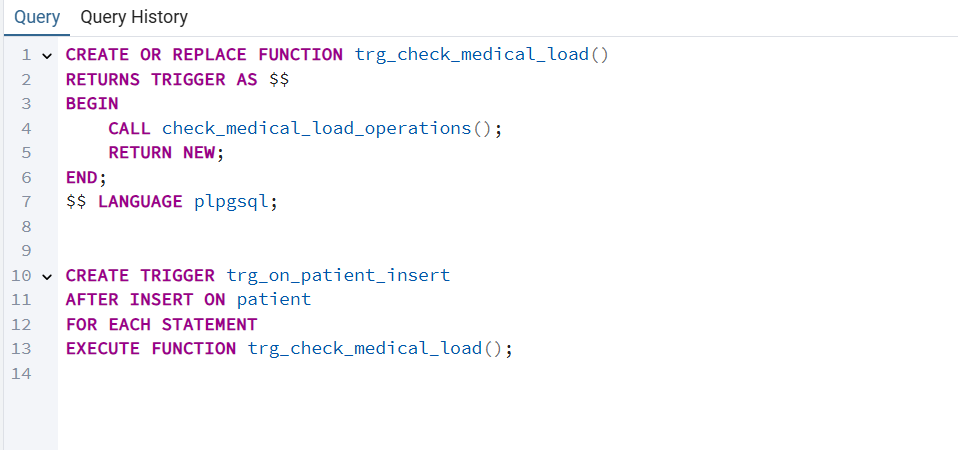 Query Query History
1 CREATE OR REPLACE FUNCTION trg_check_medical_load()
2 RETURNS TRIGGER AS $$
3 BEGIN
4     CALL check_medical_load_operations();
5     RETURN NEW;
6 END;
7 $$ LANGUAGE plpgsql;
8
9
10 CREATE TRIGGER trg_on_patient_insert
11 AFTER INSERT ON patient
12 FOR EACH STATEMENT
13 EXECUTE FUNCTION trg_check_medical_load();
14